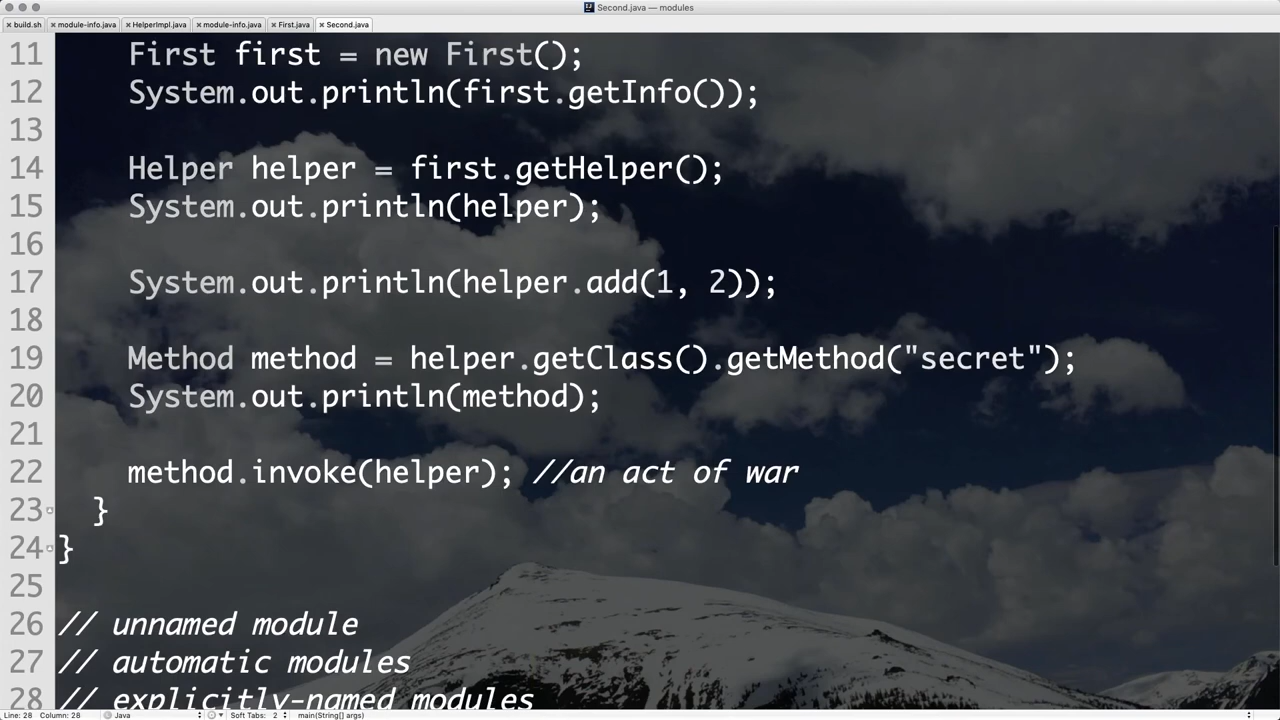 Second.java — modules
build.sh module-info.java HelperImpl.java module-info.java First.java Second.java
11 First first = new First();
12 System.out.println(first.getInfo());
13
14 Helper helper = first.getHelper();
15 System.out.println(helper);
16
17 System.out.println(helper.add(1, 2));
18
19 Method method = helper.getClass().getMethod("secret");
20 System.out.println(method);
21
22 method.invoke(helper); //an act of war
23 }
24 }
25
26 // unnamed module
27 // automatic modules
28 // explicitly-named modules
Line: 28 Column: 28 Java Soft Tabs: 2 main(String[] args)